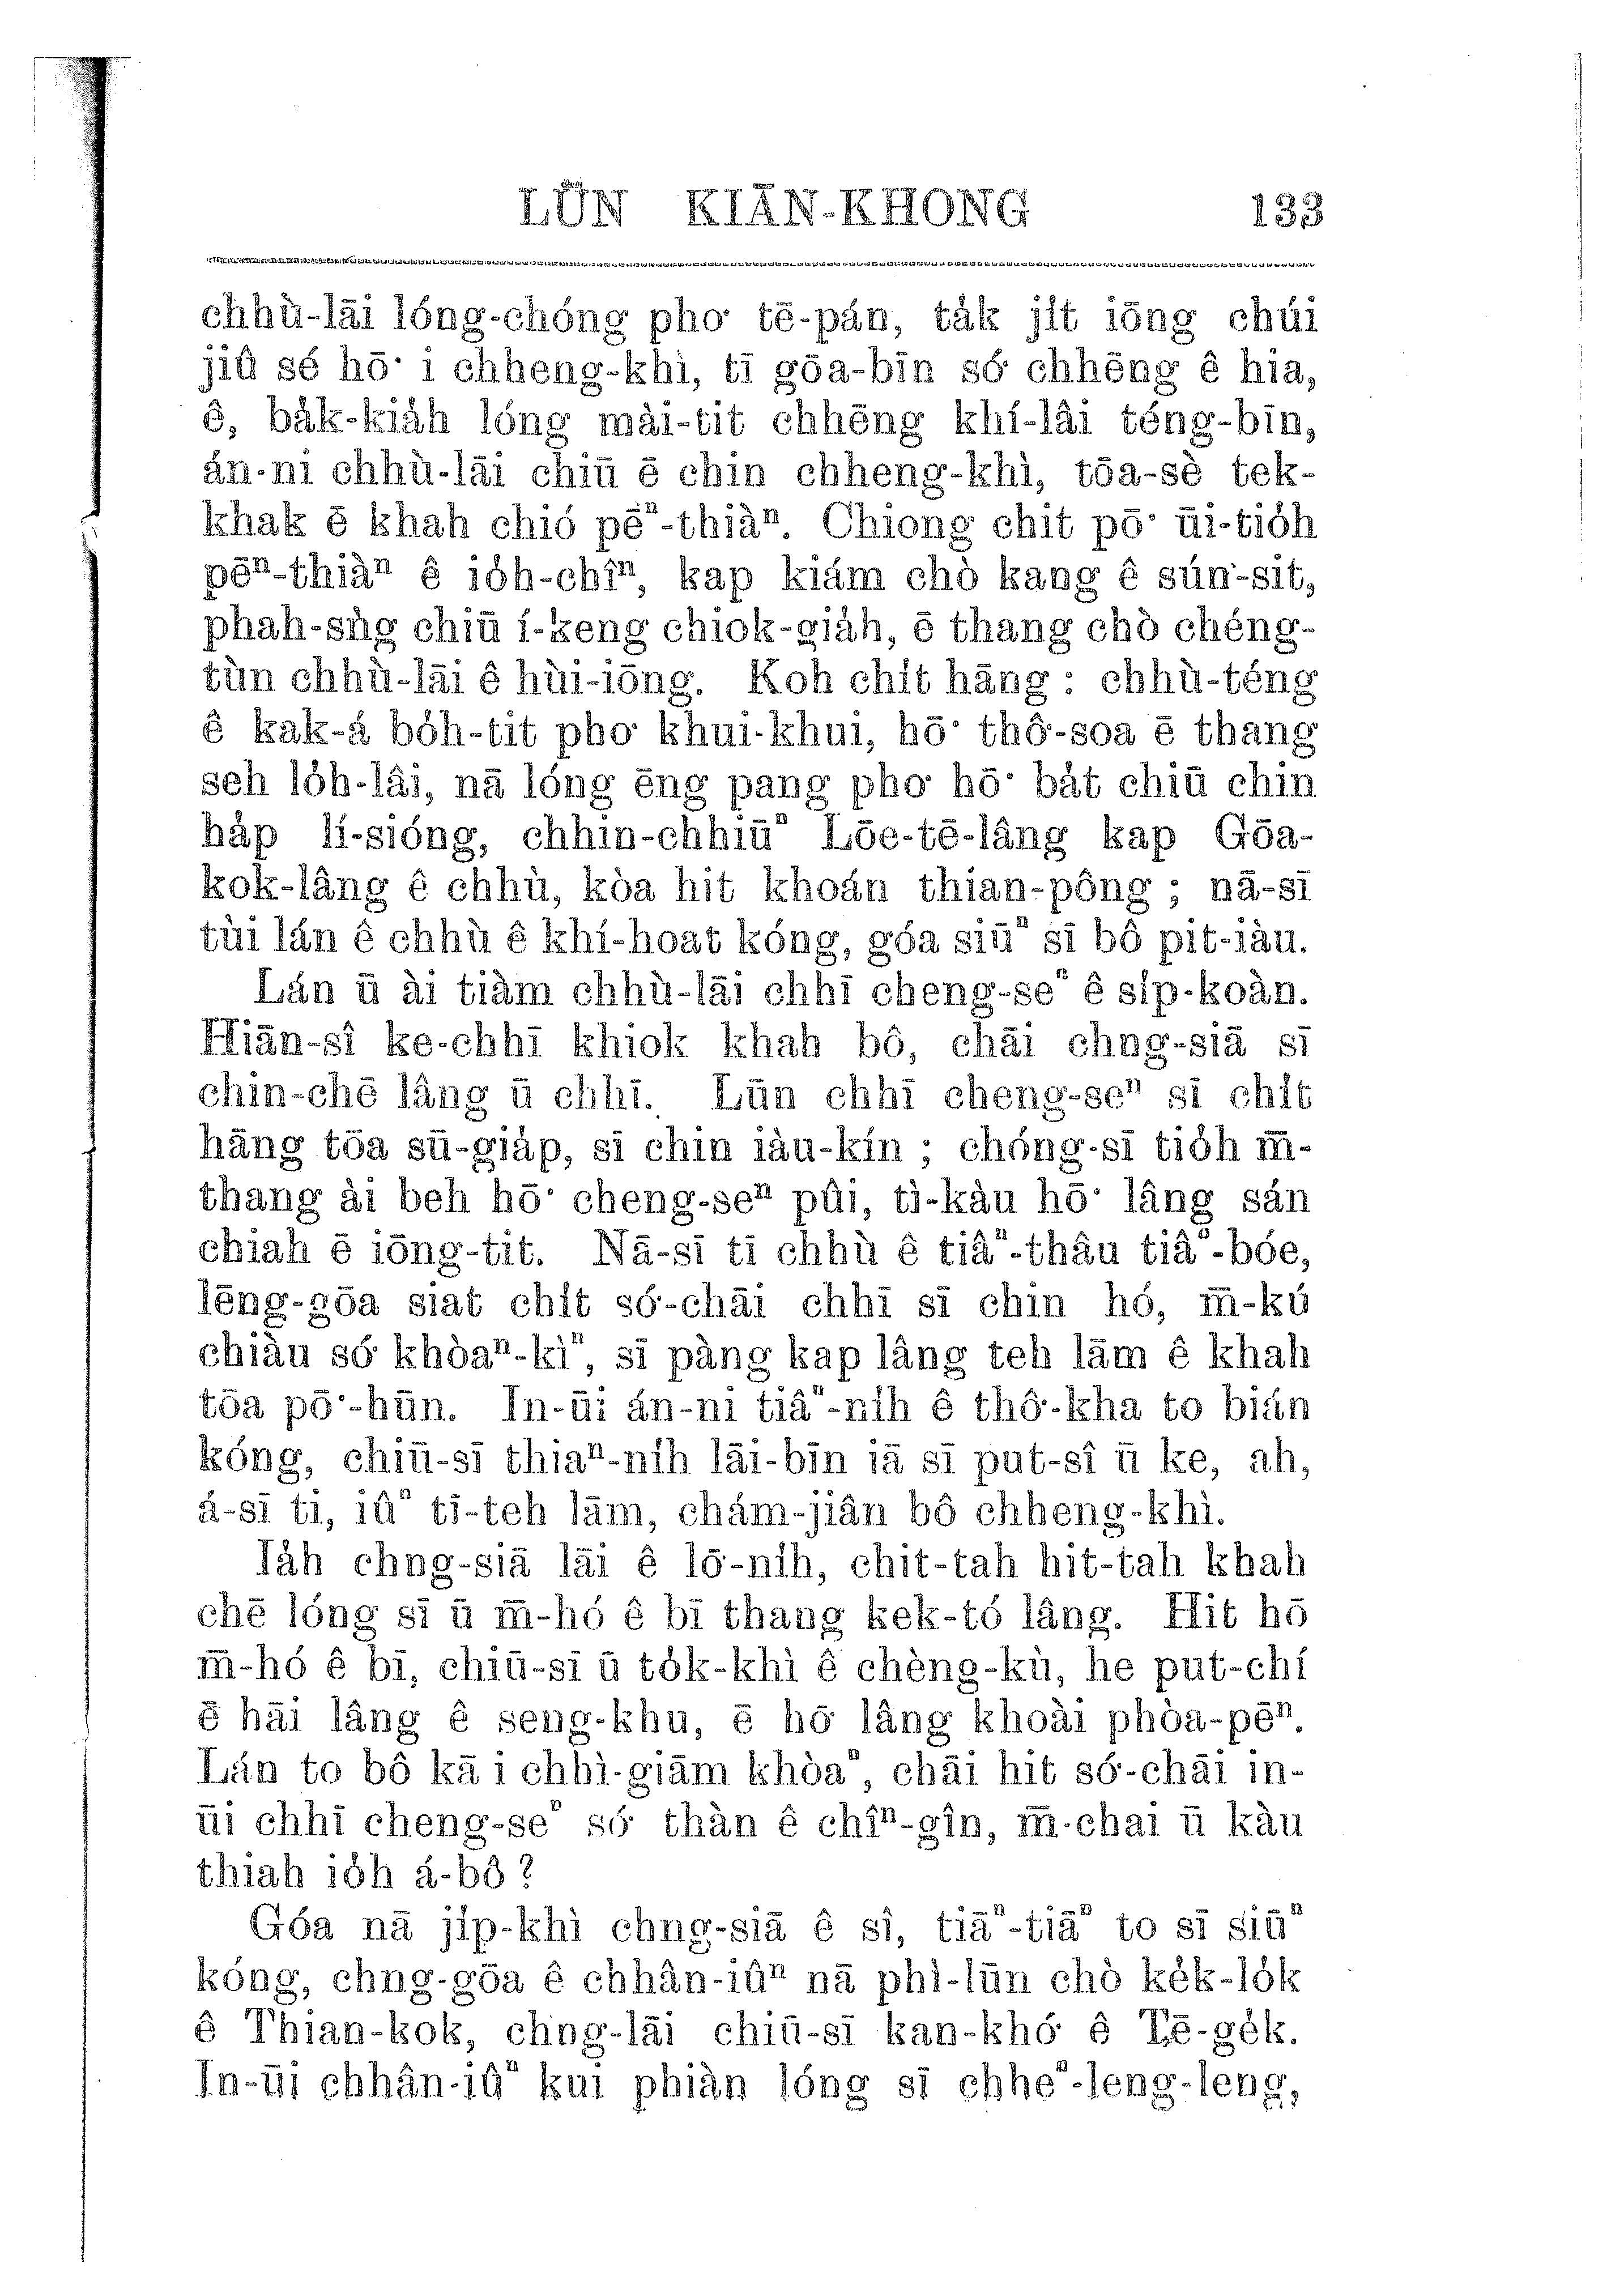 LŪN KIĀN-KHONG 133
chhù-lāi lóng-chóng pho͘ tē-pán, ta̍k ji̍t iōng chúi
jiû sé hō͘ i chheng-khì, tī gōa-bīn só͘ chhēng ê hia,
ê, ba̍k-kia̍h lóng mài-tit chhēng khí-lâi téng-bīn,
án-ni chhù-lāi chiū ē chin chheng-khì, tōa-sè tek-
khak ē khah chió pēⁿ-thiàⁿ. Chiong chit pō͘ ūi-tio̍h
pēⁿ-thiàⁿ ê io̍h-chîⁿ, kap kiám chò kang ê sún-sit,
phah-sǹg chiū í-keng chiok-gia̍h, ē thang chò chéng-
tùn chhù-lāi ê hùi-iōng. Koh chi̍t hāng : chhù-téng
ê kak-á bo̍h-tit pho͘ khui-khui, hō͘ thô͘-soa ē thang
seh lo̍h-lâi, nā lóng ēng pang pho͘ hō͘ ba̍t chiū chin
ha̍p lí-sióng, chhin-chhiūⁿ Lōe-tē-lâng kap Gōa-
kok-lâng ê chhù, kòa hit khoán thian-pông ; nā-sī
tùi lán ê chhù ê khí-hoat kóng, góa siūⁿ sī bô pit-iàu.
Lán ū ài tiàm chhù-lāi chhī cheng-seⁿ ê si̍p-koàn.
Hiān-sî ke-chhī khiok khah bô, chāi chng-siā sī
chin-chē lâng ū chhī. Lūn chhī cheng-seⁿ sī chi̍t
hāng tōa sū-gia̍p, sī chin iàu-kín ; chóng-sī tio̍h m̄-
thang ài beh hō͘ cheng-seⁿ pûi, tì-kàu hō͘ lâng sán
chiah ē iōng-tit. Nā-sī tī chhù ê tiâⁿ-thâu tiâⁿ-bóe,
lēng-gōa siat chi̍t só͘-chāi chhī sī chin hó, m̄-kú
chiàu só͘ khòaⁿ-kìⁿ, sī pàng kap lâng teh lām ê khah
tōa pō͘-hūn. In-ūi án-ni tiâⁿ-ni̍h ê thô͘-kha to bián
kóng, chiū-sī thiaⁿ-ni̍h lāi-bīn iā sī put-sî ū ke, ah,
á-sī ti, iûⁿ tī-teh lām, chám-jiân bô chheng-khì.
Ia̍h chng-siā lāi ê lō͘-ni̍h, chit-tah hit-tah khah
chē lóng sī ū m̄-hó ê bī thang kek-tó lâng. Hit hō
m̄-hó ê bī, chiū-sī ū to̍k-khì ê chèng-kù, he put-chí
ē hāi lâng ê seng-khu, ē hō͘ lâng khoài phòa-pēⁿ.
Lán to bô kā i chhì-giām khòaⁿ, chāi hit só͘-chāi in-
ūi chhī cheng-seⁿ só͘ thàn ê chîⁿ-gîn, m̄-chai ū kàu
thiah io̍h á-bô ?
Góa nā ji̍p-khì chng-siā ê sî, tiāⁿ-tiāⁿ to sī siūⁿ
kóng, chng-gōa ê chhân-iûⁿ nā phì-lūn chò ke̍k-lo̍k
ê Thian-kok, chng-lāi chiū-sī kan-khó͘ ê Tē-ge̍k.
In-ūi chhân-iûⁿ kui phiàn lóng sī chheⁿ-leng-leng,